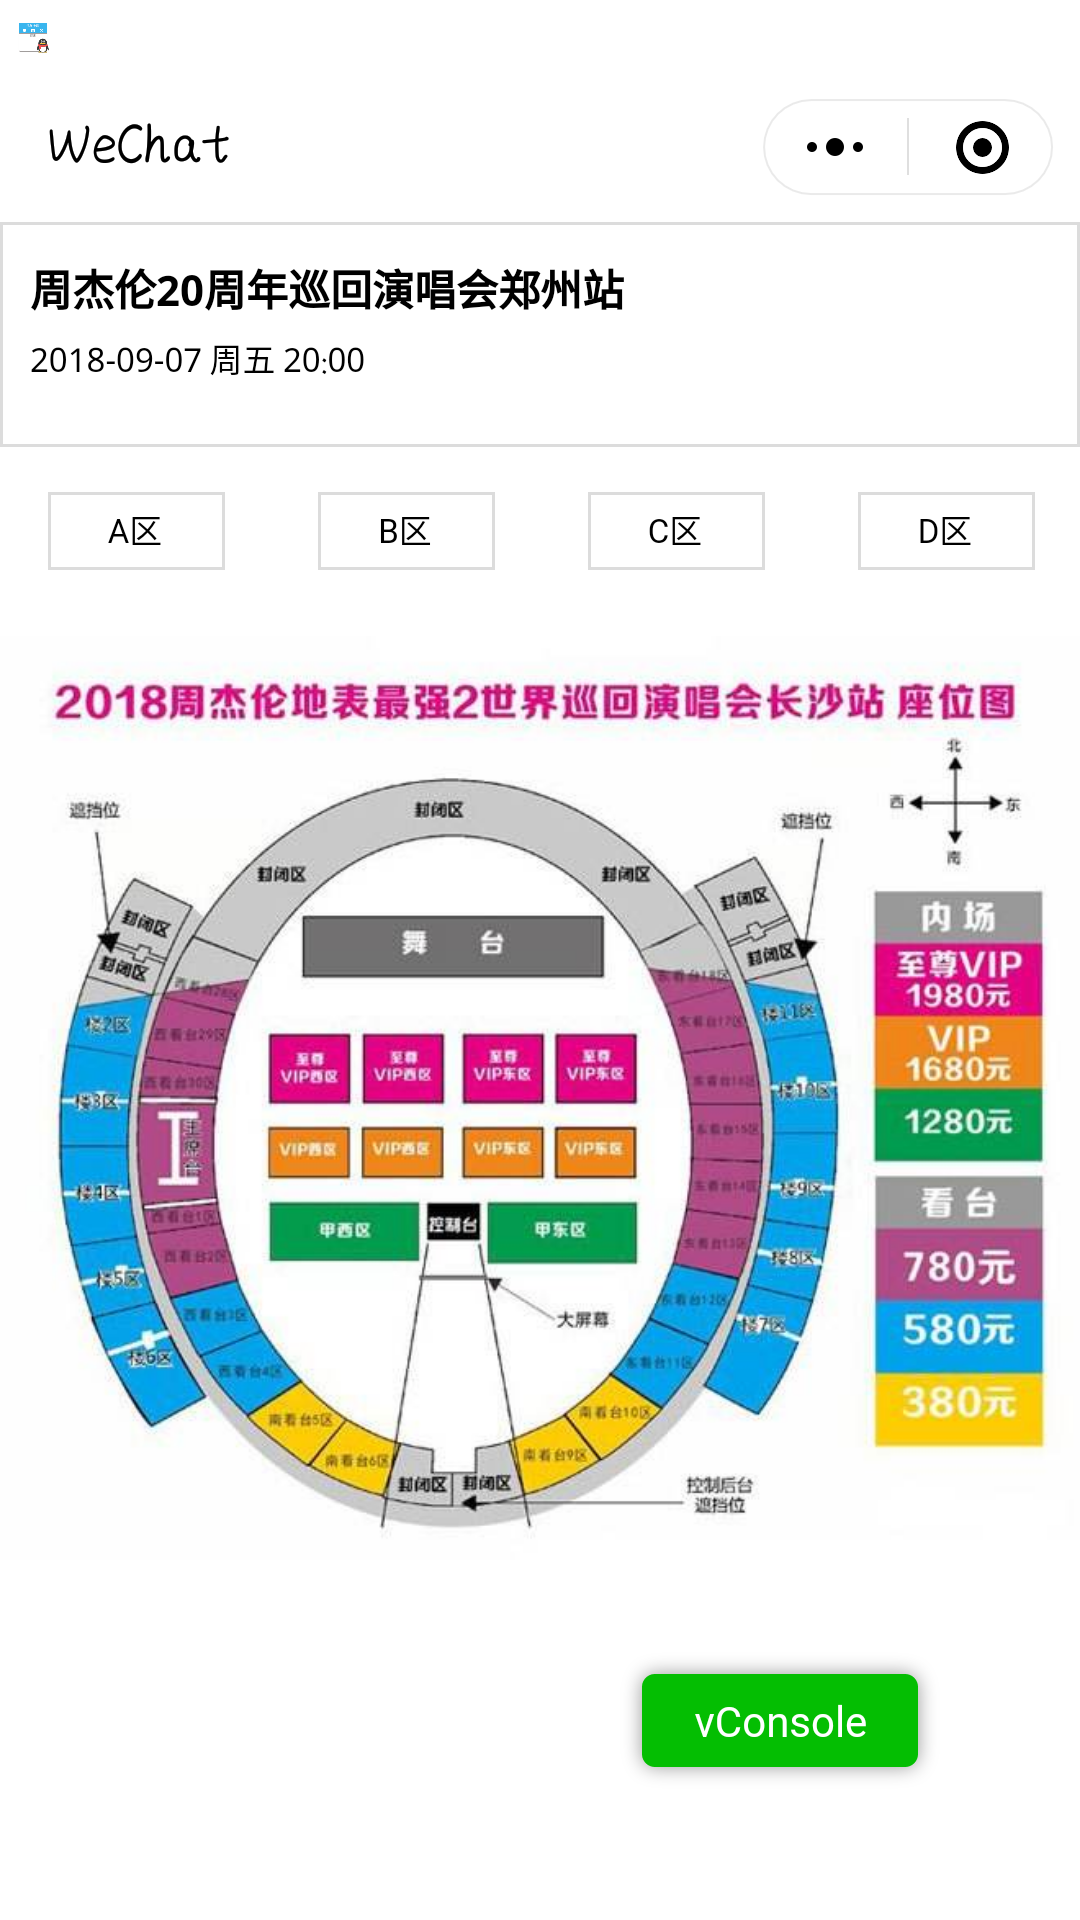 WeChat
周杰伦20周年巡回演唱会郑州站
2018-09-07 周五 20:00
A区
B区
C区
D区
2018周杰伦地表最强2世界巡回演唱会长沙站 座位图
北
西
东
南
遮挡位
遮挡位
封闭区
封闭区
封闭区
封闭区
封闭区
封闭区
封闭区
舞 台
西看台28区
西看台29区
西看台30区
主席台
西看台1区
西看台2区
西看台3区
西看台4区
南看台5区
南看台6区
封闭区
封闭区
南看台9区
南看台10区
东看台11区
东看台12区
东看台13区
东看台14区
东看台15区
东看台16区
东看台17区
东看台18区
楼2区
楼3区
楼4区
楼5区
楼6区
楼11区
楼10区
楼9区
楼8区
楼7区
至尊
VIP西区
至尊
VIP西区
至尊
VIP东区
至尊
VIP东区
VIP西区
VIP西区
VIP东区
VIP东区
甲西区
控制台
甲东区
大屏幕
控制后台
遮挡位
内 场
至尊VIP
1980元
VIP
1680元
1280元
看 台
780元
580元
380元
vConsole